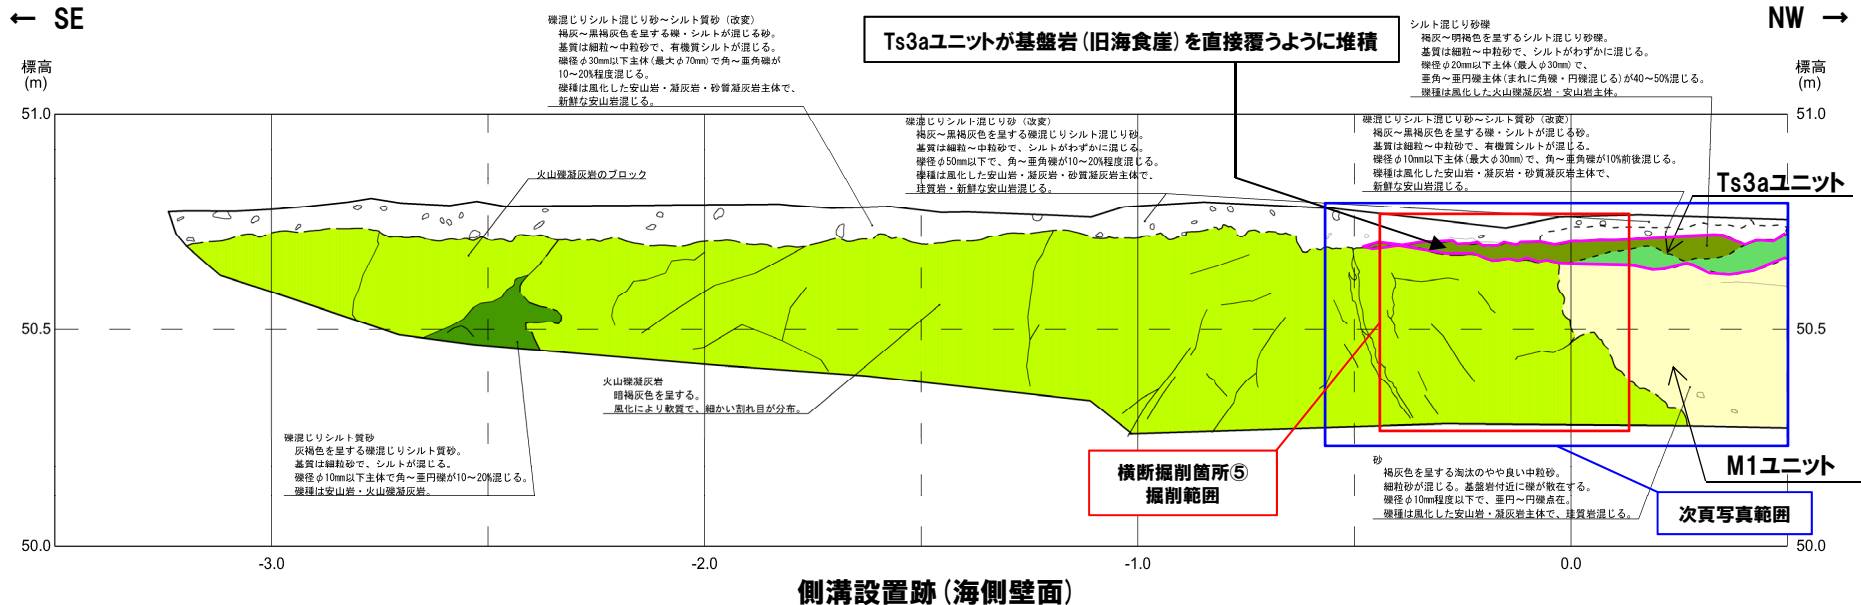 ← SE
NW →
標高
(m)
標高
(m)
礫混じりシルト混じり砂～シルト質砂（改変）
褐灰～黒褐灰色を呈する礫・シルトが混じる砂。
基質は細粒～中粒砂で、有機質シルトが混じる。
礫径φ30mm以下主体(最大φ70mm)で角～亜角礫が
10～20%程度混じる。
礫種は風化した安山岩・凝灰岩・砂質凝灰岩主体で、
新鮮な安山岩混じる。
Ts3aユニットが基盤岩(旧海食崖)を直接覆うように堆積
シルト混じり砂礫
褐灰～明褐色を呈するシルト混じり砂礫。
基質は細粒～中粒砂で、シルトがわずかに混じる。
礫径φ20mm以下主体(最大φ30mm)で、
亜角～亜円礫主体(まれに角礫・円礫混じる)が40～50%混じる。
礫種は風化した火山礫凝灰岩・安山岩主体。
51.0
51.0
礫混じりシルト混じり砂（改変）
褐灰～黒褐灰色を呈する礫混じりシルト混じり砂。
基質は細粒～中粒砂で、シルトがわずかに混じる。
礫径φ50mm以下で、角～亜角礫が10～20%程度混じる。
礫種は風化した安山岩・凝灰岩・砂質凝灰岩主体で、
珪質岩・新鮮な安山岩混じる。
礫混じりシルト混じり砂～シルト質砂（改変）
褐灰～黒褐灰色を呈する礫・シルトが混じる砂。
基質は細粒～中粒砂で、有機質シルトが混じる。
礫径φ10mm以下主体(最大φ30mm)で、角～亜角礫が10%前後混じる。
礫種は風化した安山岩・凝灰岩・砂質凝灰岩主体で、
新鮮な安山岩混じる。
火山礫凝灰岩のブロック
Ts3aユニット
50.5
50.5
火山礫凝灰岩
暗褐灰色を呈する。
風化により軟質で、細かい割れ目が分布。
礫混じりシルト質砂
灰褐色を呈する礫混じりシルト質砂。
基質は細粒砂で、シルトが混じる。
礫径φ10mm以下主体で角～亜円礫が10～20%混じる。
礫種は安山岩・火山礫凝灰岩。
横断掘削箇所⑤
掘削範囲
砂
褐灰色を呈する淘汰のやや良い中粒砂。
細粒砂が混じる。基盤岩付近に礫が散在する。
礫径φ10mm程度以下で、亜円～円礫点在。
礫種は風化した安山岩・凝灰岩主体で、珪質岩混じる。
M1ユニット
次頁写真範囲
50.0
50.0
-3.0
-2.0
-1.0
0.0
側溝設置跡(海側壁面)